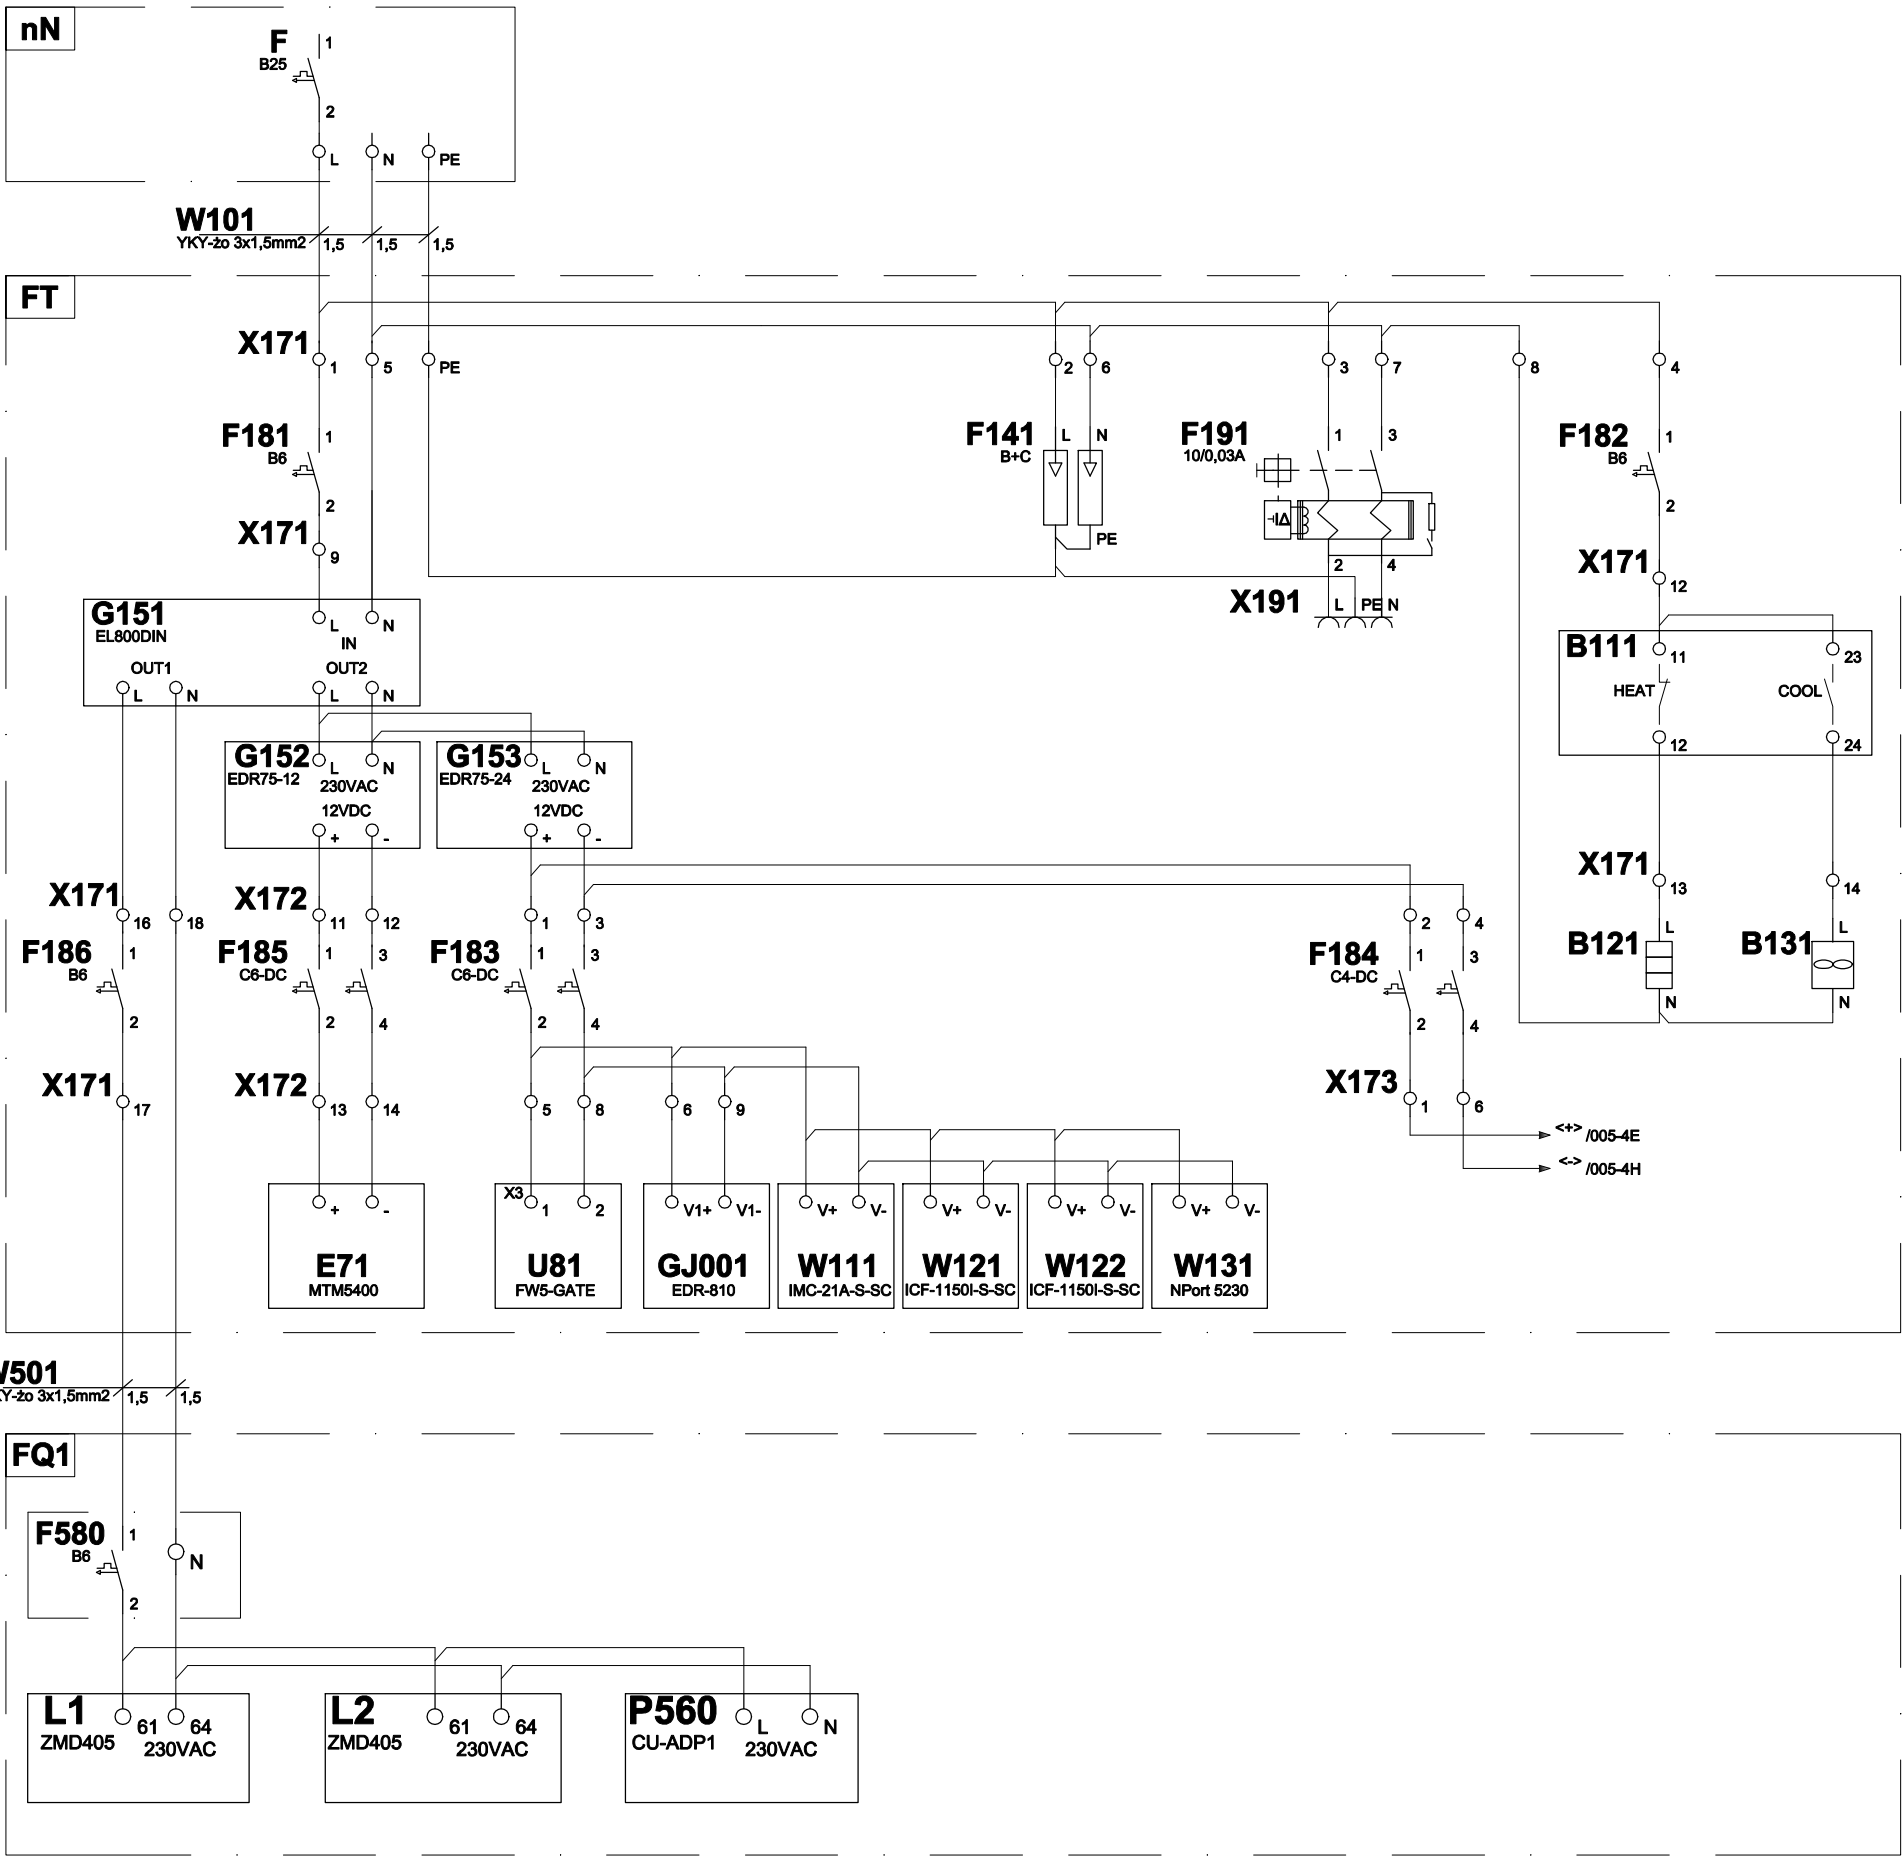 nN
F
B25
1
2
L
N
PE
W101
YKY-żo 3x1,5mm2
1,5
1,5
1,5
FT
X171
1
5
PE
2
6
3
7
8
4
F181
B6
1
2
X171
9
F141
B+C
L
N
PE
F191
10/0,03A
1
3
2
4
X191
L
PE
N
F182
B6
1
2
X171
12
G151
EL800DIN
L
N
IN
OUT1
OUT2
L
N
L
N
B111
11
23
HEAT
COOL
12
24
G152
EDR75-12
L
N
230VAC
12VDC
+
-
G153
EDR75-24
L
N
230VAC
12VDC
+
-
X171
13
14
X171
16
18
X172
11
12
1
3
2
4
F186
B6
1
2
F185
C6-DC
1
3
2
4
F183
C6-DC
1
3
2
4
F184
C4-DC
1
3
2
4
B121
L
N
B131
L
N
X171
17
X172
13
14
5
8
6
9
X173
1
6
<+>
/005-4E
<->
/005-4H
+
-
E71
MTM5400
X3
1
2
U81
FW5-GATE
V1+
V1-
GJ001
EDR-810
V+
V-
W111
IMC-21A-S-SC
V+
V-
W121
ICF-1150I-S-SC
V+
V-
W122
ICF-1150I-S-SC
V+
V-
W131
NPort 5230
501
Y-żo 3x1,5mm2
1,5
1,5
FQ1
F580
B6
1
2
N
L1
ZMD405
61
64
230VAC
L2
ZMD405
61
64
230VAC
P560
CU-ADP1
L
N
230VAC